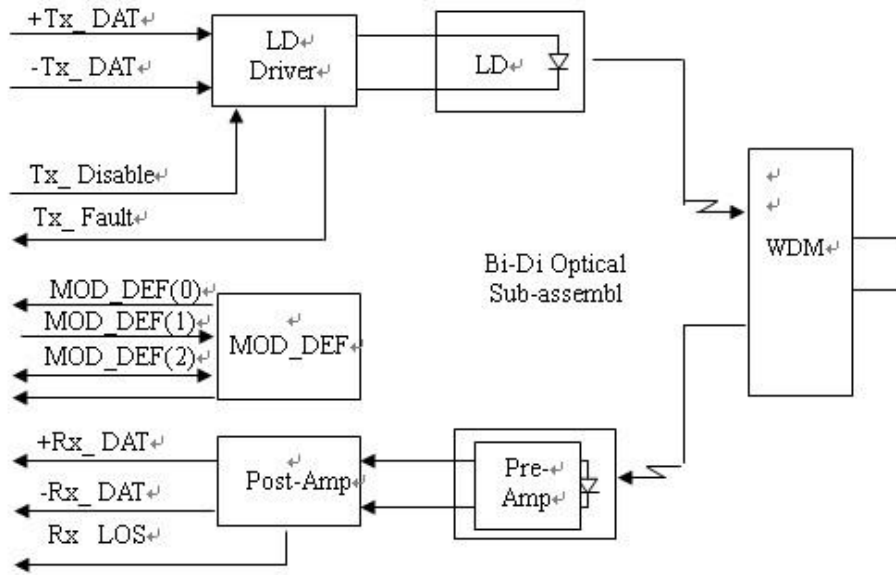 +Tx_ DAT↵
-Tx_ DAT↵
LD↵
Driver↵
LD↵
Tx_ Disable↵
Tx_ Fault↵
↵
↵
WDM↵
Bi-Di Optical
Sub-assembl
MOD_DEF(0)↵
MOD_DEF(1)↵
MOD_DEF(2)↵
↵
MOD_DEF↵
+Rx_ DAT↵
-Rx_ DAT↵
Rx LOS↵
↵
Post-Amp↵
Pre-↵
Amp↵